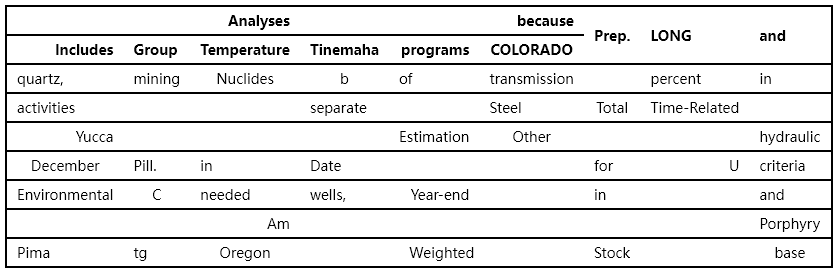 Analyses because Prep. LONG and
Includes Group Temperature Tinemaha programs COLORADO
quartz, mining Nuclides b of transmission percent in
activities separate Steel Total Time-Related
Yucca Estimation Other hydraulic
December Pill. in Date for U criteria
Environmental C needed wells, Year-end in and
Am Porphyry
Pima tg Oregon Weighted Stock base